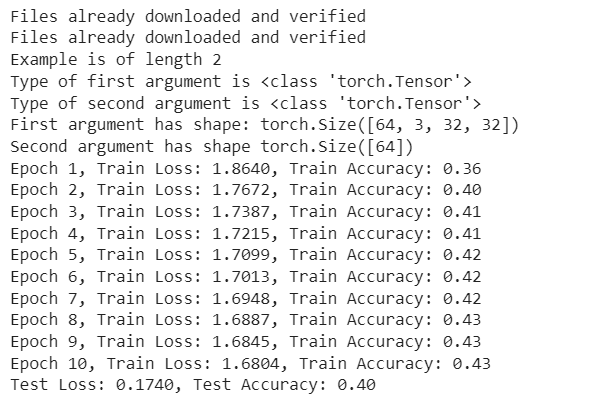 Files already downloaded and verified
Files already downloaded and verified
Example is of length 2
Type of first argument is <class 'torch.Tensor'>
Type of second argument is <class 'torch.Tensor'>
First argument has shape: torch.Size([64, 3, 32, 32])
Second argument has shape torch.Size([64])
Epoch 1, Train Loss: 1.8640, Train Accuracy: 0.36
Epoch 2, Train Loss: 1.7672, Train Accuracy: 0.40
Epoch 3, Train Loss: 1.7387, Train Accuracy: 0.41
Epoch 4, Train Loss: 1.7215, Train Accuracy: 0.41
Epoch 5, Train Loss: 1.7099, Train Accuracy: 0.42
Epoch 6, Train Loss: 1.7013, Train Accuracy: 0.42
Epoch 7, Train Loss: 1.6948, Train Accuracy: 0.42
Epoch 8, Train Loss: 1.6887, Train Accuracy: 0.43
Epoch 9, Train Loss: 1.6845, Train Accuracy: 0.43
Epoch 10, Train Loss: 1.6804, Train Accuracy: 0.43
Test Loss: 0.1740, Test Accuracy: 0.40